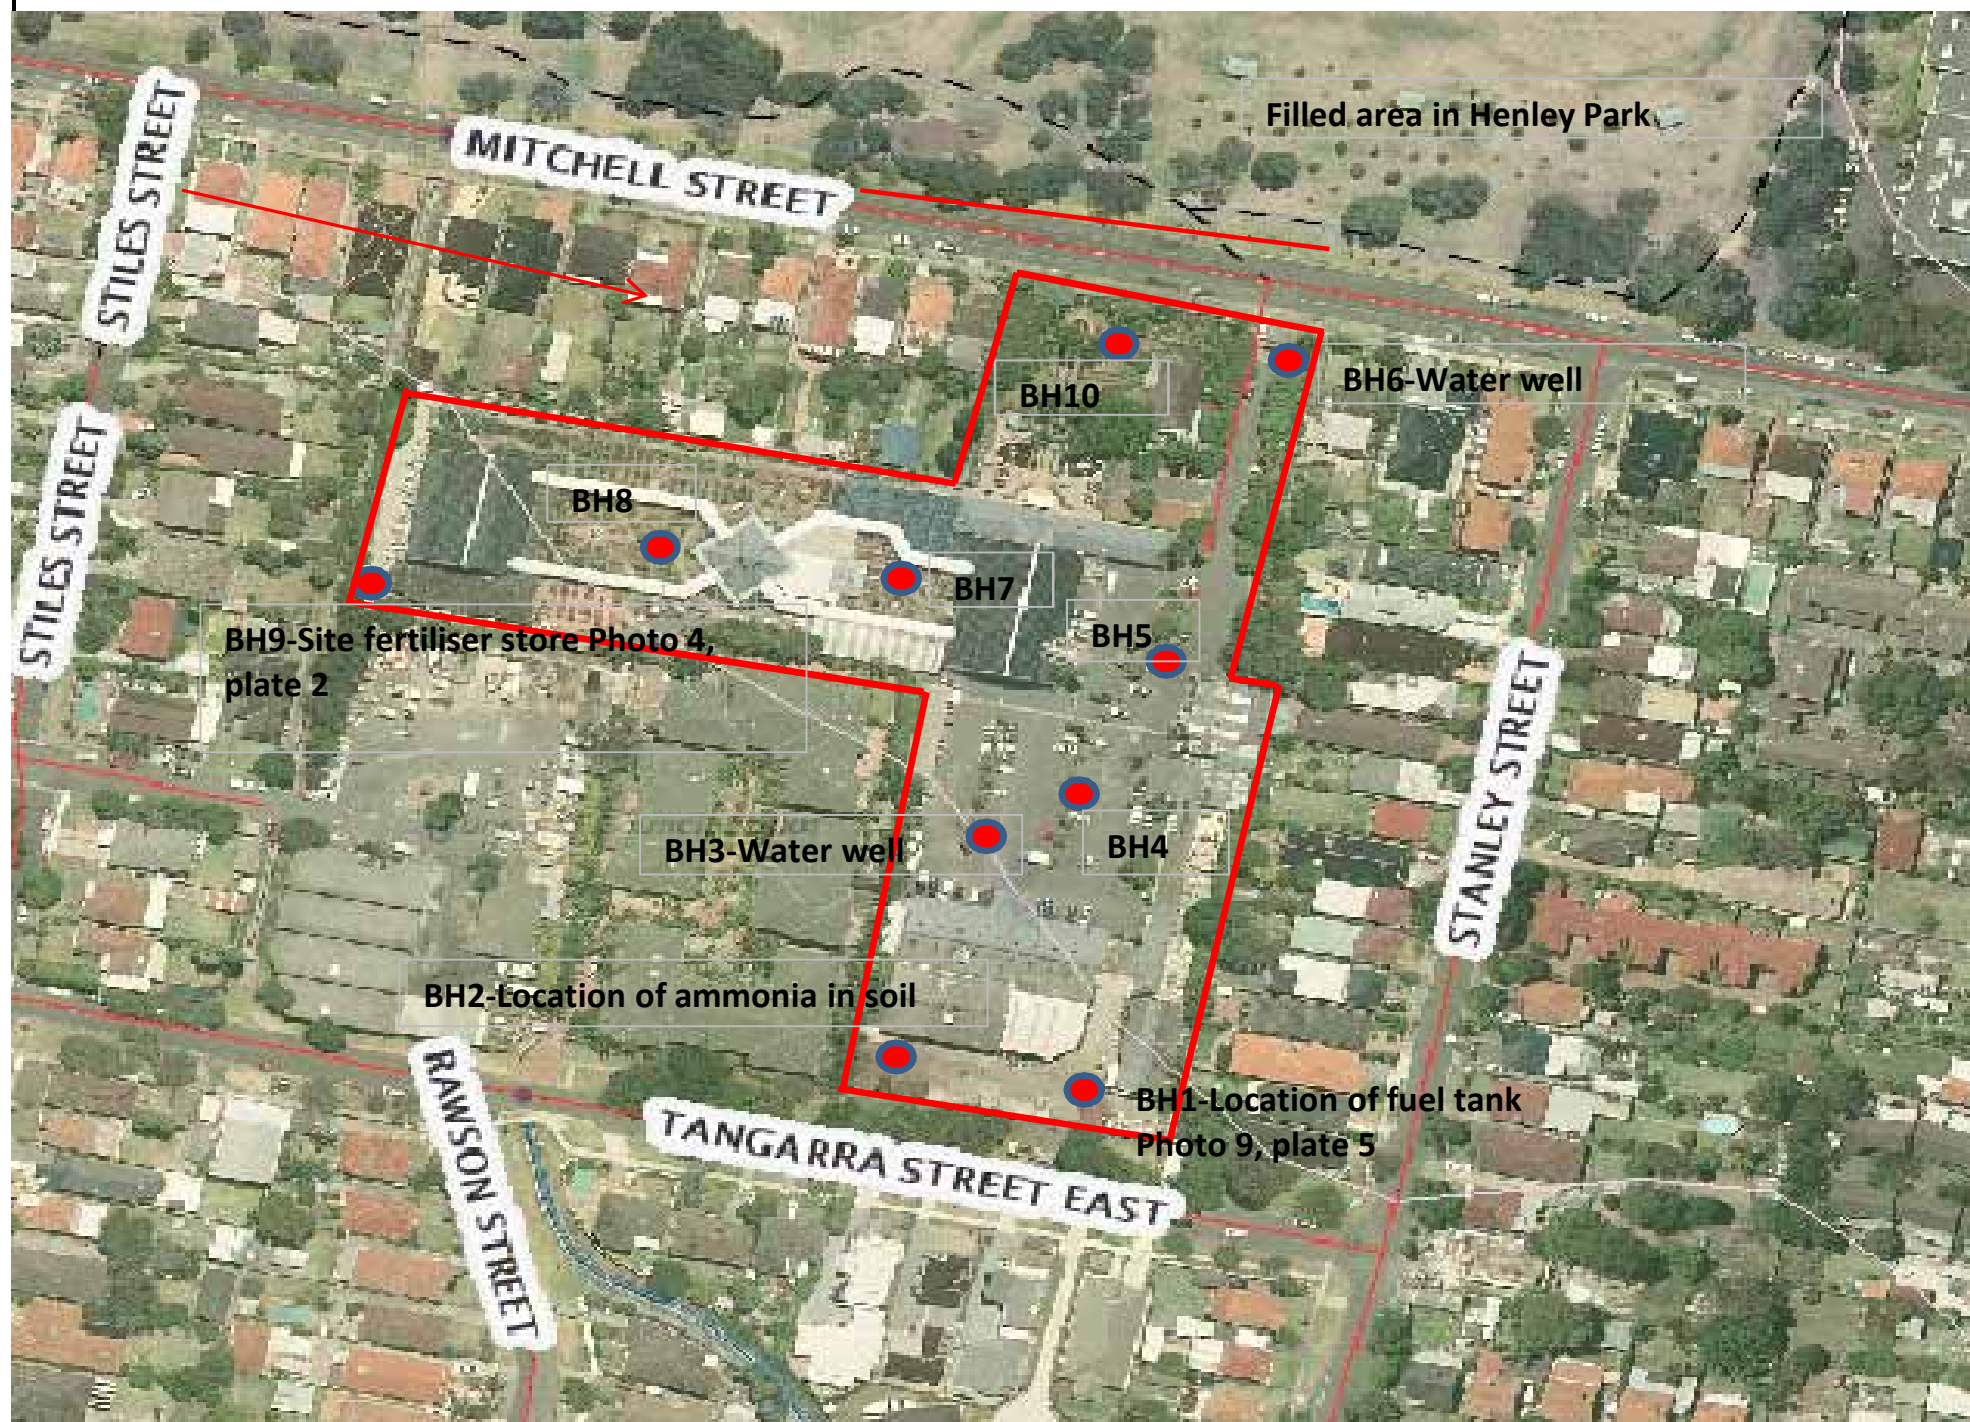 Filled area in Henley Park
STILES STREET
MITCHELL STREET
BH10
BH6-Water well
STILES STREET
BH8
BH7
BH5
BH9-Site fertiliser store Photo 4,
plate 2
STANLEY STREET
BH3-Water well
BH4
BH2-Location of ammonia in soil
RAWSON STREET
BH1-Location of fuel tank
Photo 9, plate 5
TANGARRA STREET EAST